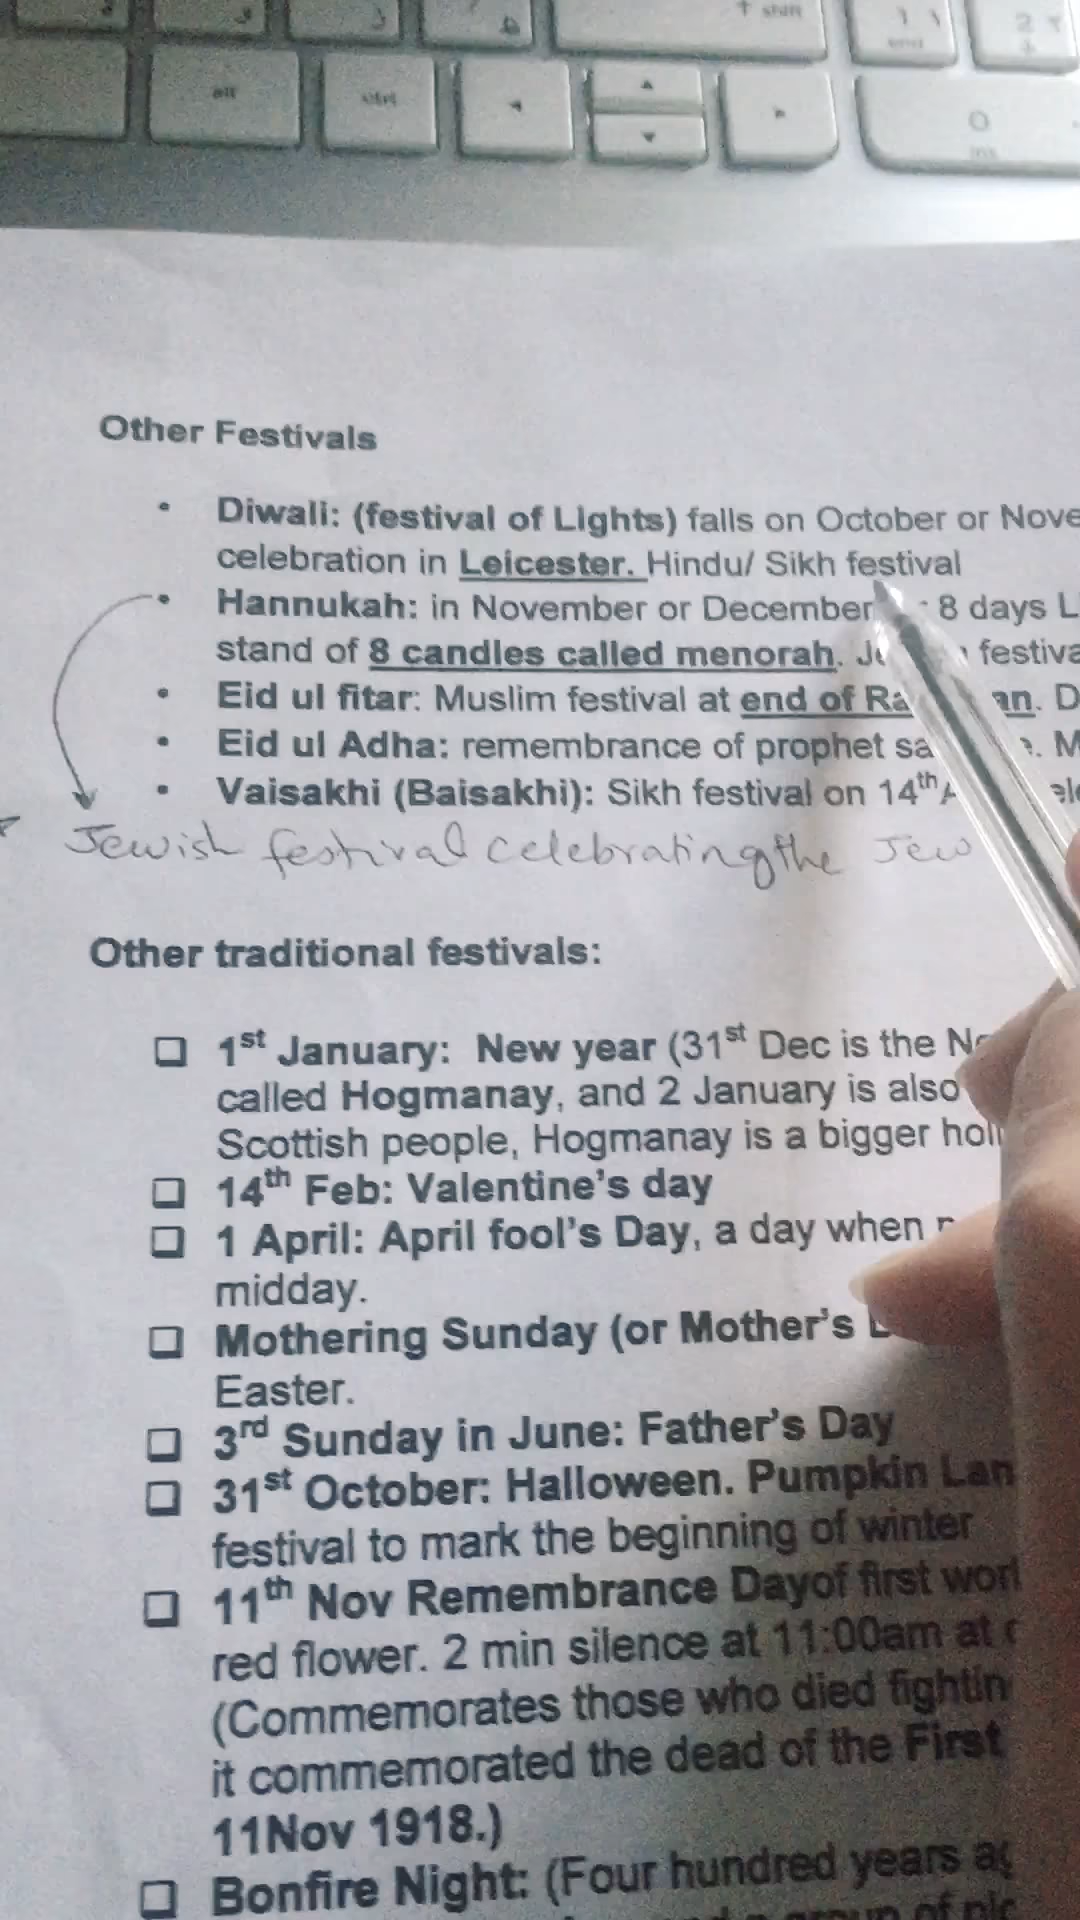 alt
ctrl
Other Festivals
• Diwali: (festival of Lights) falls on October or Nove
celebration in Leicester. Hindu/ Sikh festival
• Hannukah: in November or December 8 days L
stand of 8 candles called menorah. festiva
• Eid ul fitar: Muslim festival at end of Ra an. D
• Eid ul Adha: remembrance of prophet sa M
• Vaisakhi (Baisakhi): Sikh festival on 14th A
Jewish festival celebrating the Jew
Other traditional festivals:
❑ 1st January: New year (31st Dec is the Ne
called Hogmanay, and 2 January is also
Scottish people, Hogmanay is a bigger holi
❑ 14th Feb: Valentine's day
❑ 1 April: April fool's Day, a day when
midday.
❑ Mothering Sunday (or Mother's D
Easter.
❑ 3rd Sunday in June: Father's Day
❑ 31st October: Halloween. Pumpkin Lan
festival to mark the beginning of winter
❑ 11th Nov Remembrance Dayof first worl
red flower. 2 min silence at 11:00am at
(Commemorates those who died fightin
it commemorated the dead of the First
11Nov 1918.)
❑ Bonfire Night: (Four hundred years ag